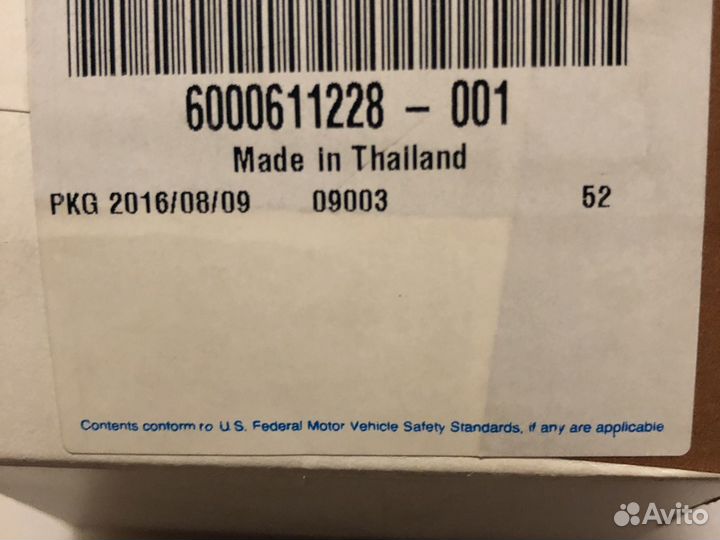 6000611228 - 001
Made in Thailand
PKG 2016/08/09 09003 52
Contents conform to U.S. Federal Motor Vehicle Safety Standards, if any are applicable
Avito